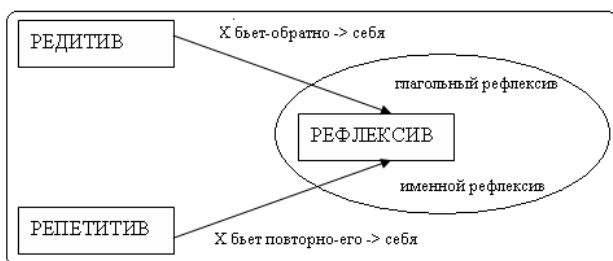 X бьет-обратно -> себя
РЕДИТИВ
глагольный рефлексив
РЕФЛЕКСИВ
именной рефлексив
РЕПЕТИТИВ
X бьет повторно-его -> себя